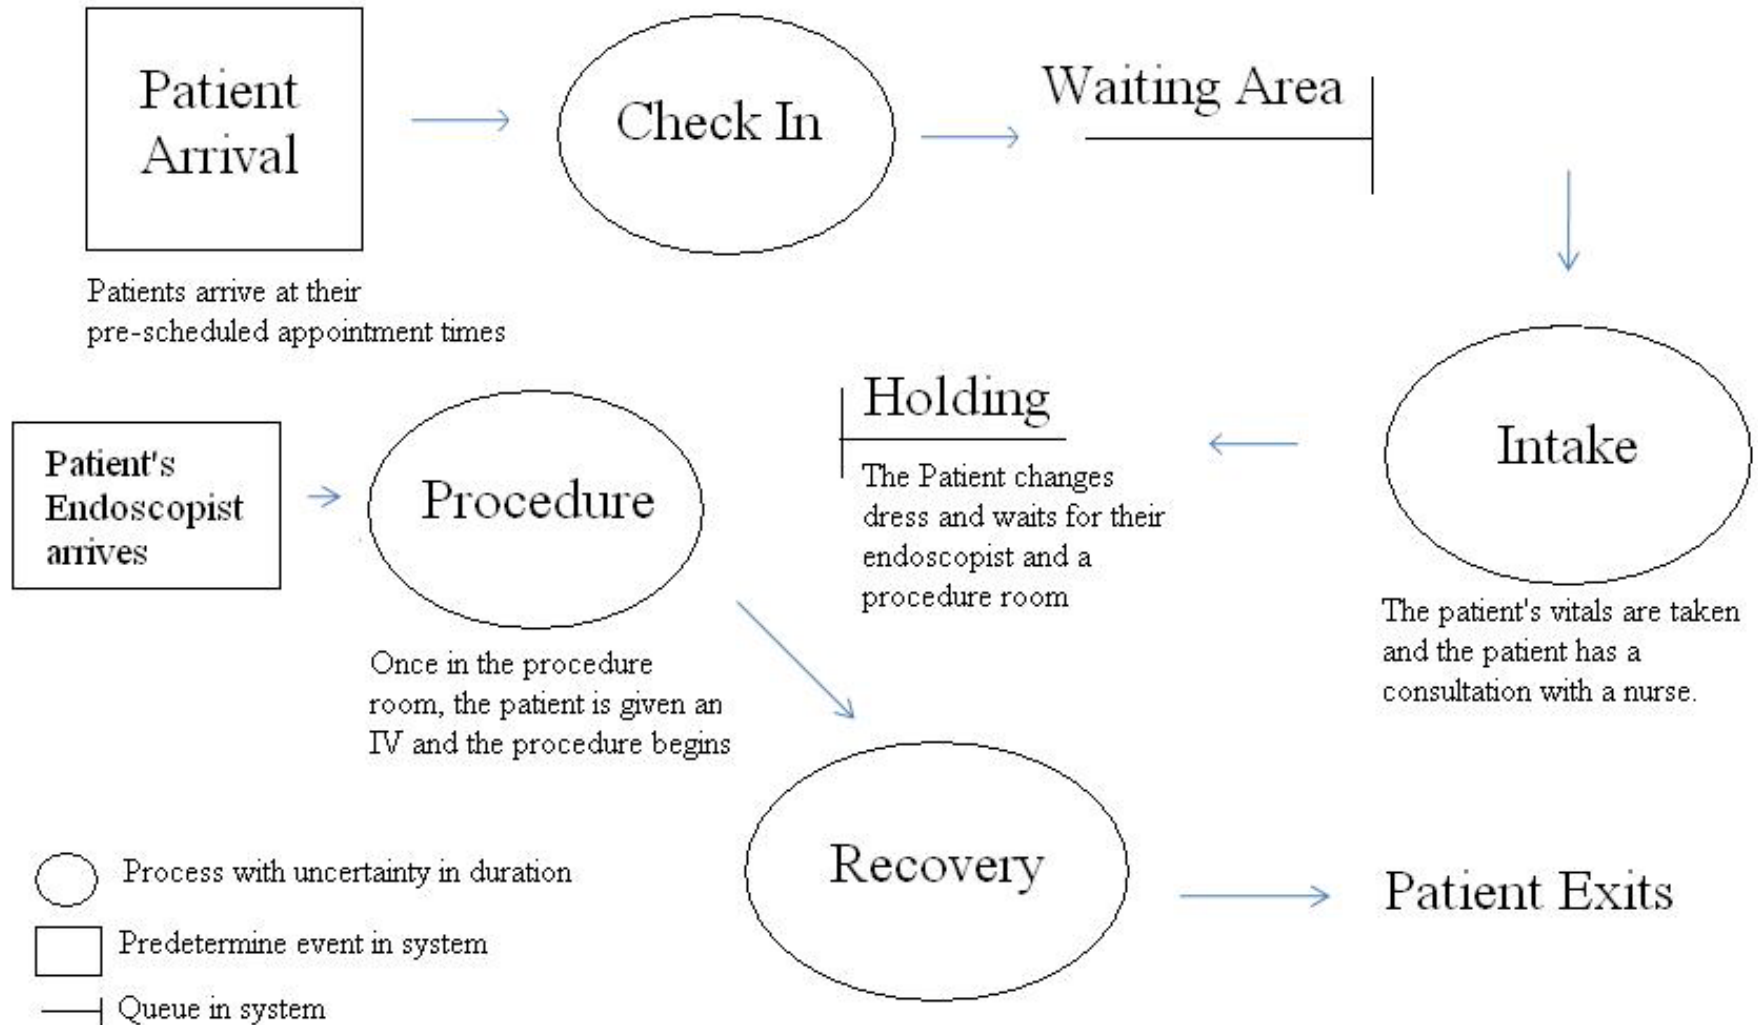 Patient
Arrival
Patients arrive at their
pre-scheduled appointment times
Check In
Waiting Area
Intake
The patient's vitals are taken
and the patient has a
consultation with a nurse.
Holding
The Patient changes
dress and waits for their
endoscopist and a
procedure room
Patient's
Endoscopist
arrives
Procedure
Once in the procedure
room, the patient is given an
IV and the procedure begins
Recovery
Patient Exits
Process with uncertainty in duration
Predetermine event in system
Queue in system